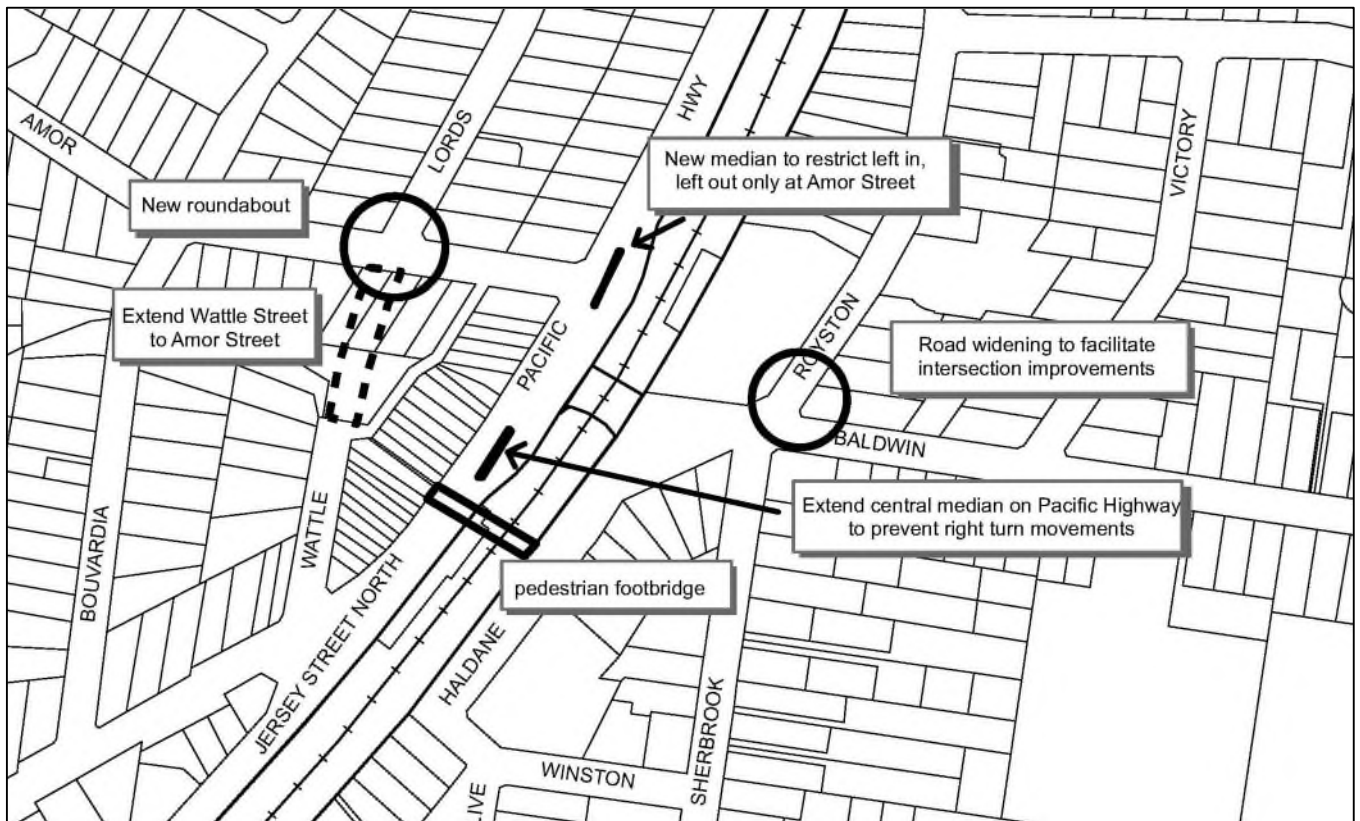 AMOR
LORDS
HWY
New median to restrict left in,
left out only at Amor Street
VICTORY
New roundabout
Extend Wattle Street
to Amor Street
PACIFIC
ROYSTON
Road widening to facilitate
intersection improvements
BALDWIN
Extend central median on Pacific Highway
to prevent right turn movements
WATTLE
BOUVARDIA
pedestrian footbridge
JERSEY STREET NORTH
HALDANE
SHERBROOK
WINSTON
LIVE